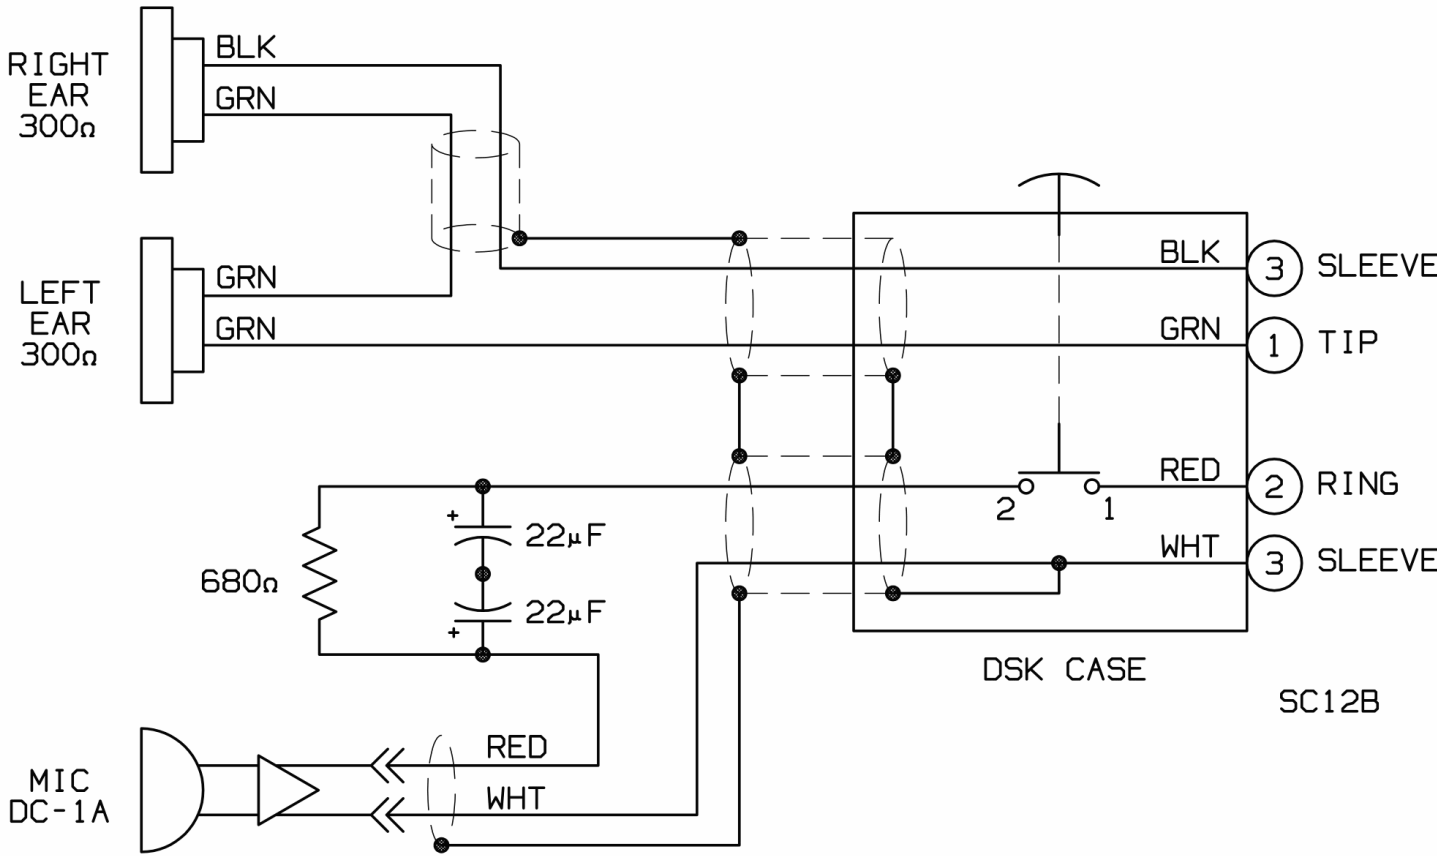 RIGHT
EAR
300Ω
BLK
GRN
LEFT
EAR
300Ω
GRN
GRN
BLK
3
SLEEVE
GRN
1
TIP
RED
2
RING
2
1
WHT
3
SLEEVE
+
22µF
680Ω
22µF
+
DSK CASE
SC12B
MIC
DC-1A
RED
WHT